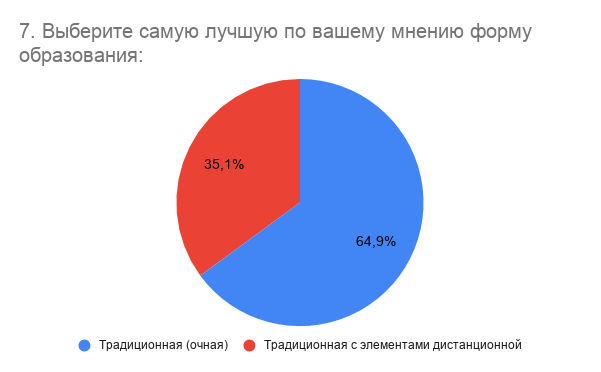 7. Выберите самую лучшую по вашему мнению форму
образования:
35,1%
64,9%
Традиционная (очная)
Традиционная с элементами дистанционной